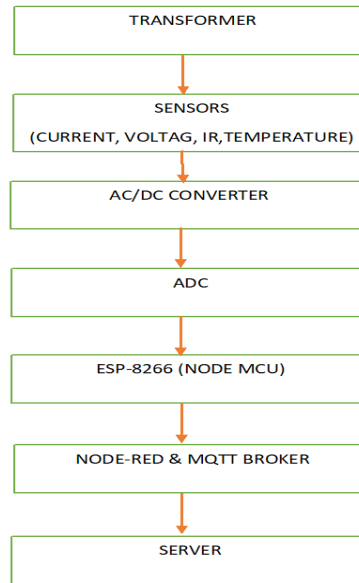 TRANSFORMER
SENSORS
(CURRENT, VOLTAG, IR,TEMPERATURE)
AC/DC CONVERTER
ADC
ESP-8266 (NODE MCU)
NODE-RED & MQTT BROKER
SERVER